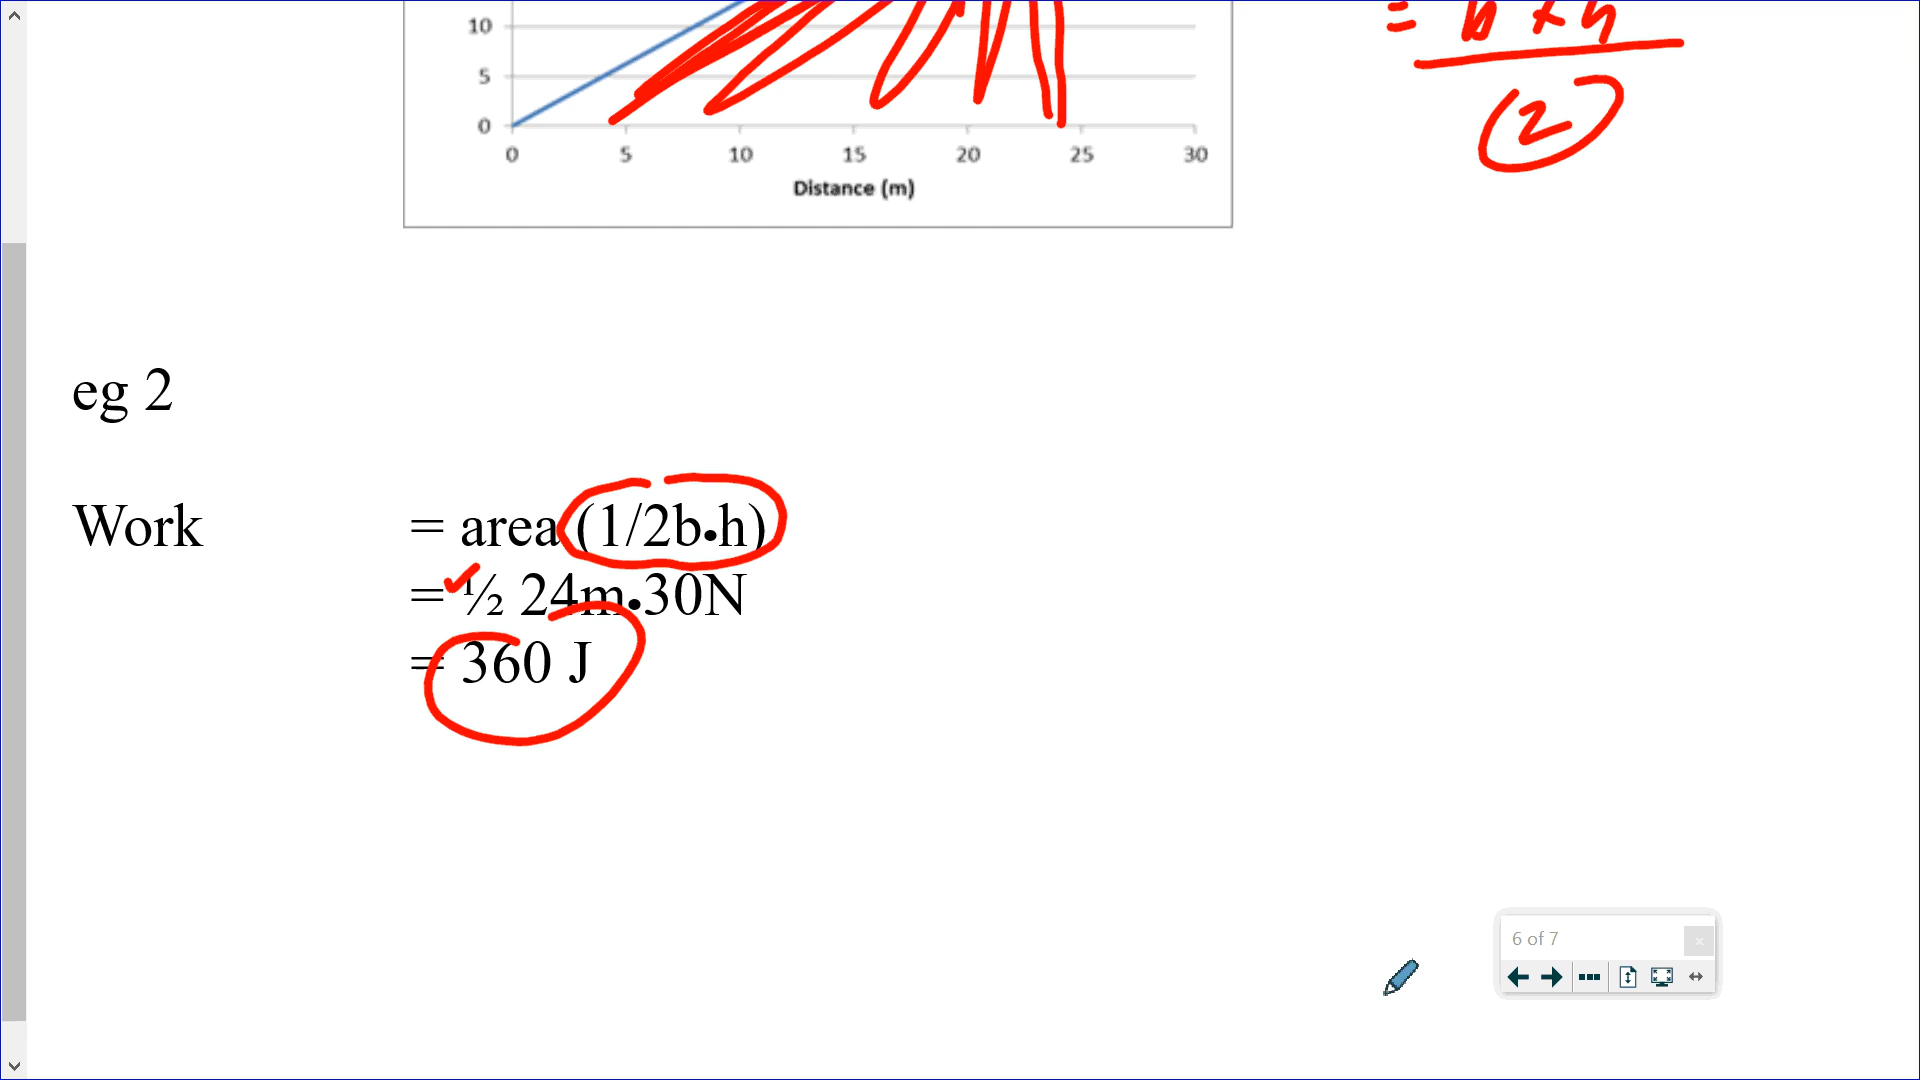 10
= b × h
5
2
0
0 5 10 15 20 25 30
Distance (m)
eg 2
Work = area (1/2b•h)
= ½ 24m•30N
= 360 J
6 of 7